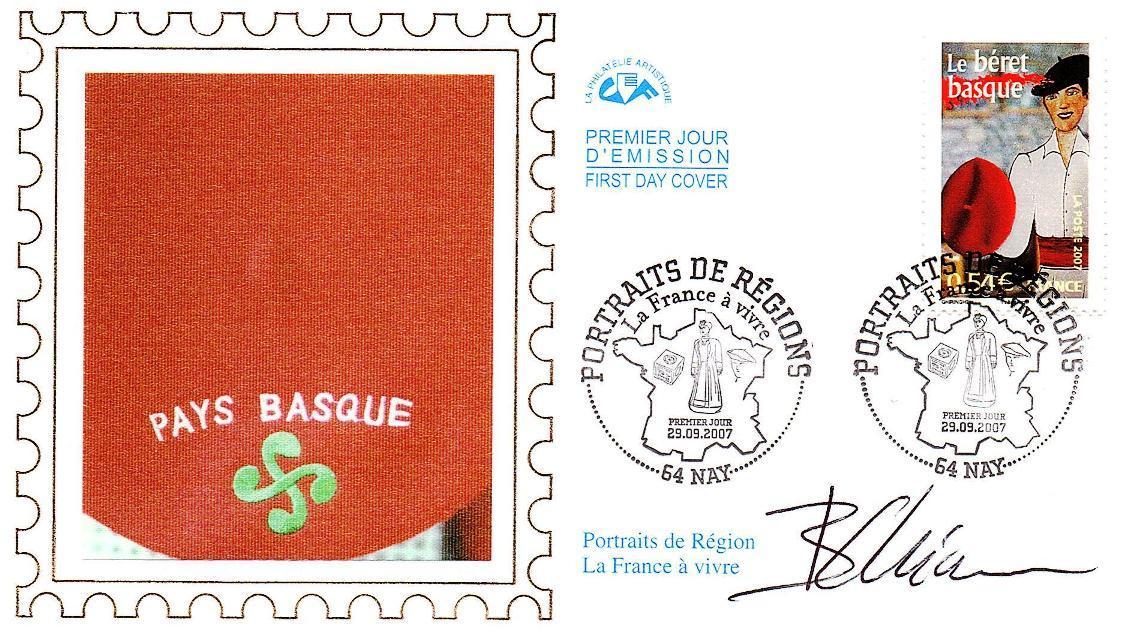 PAYS BASQUE
LA PHILATÉLIE ARTISTIQUE
CEF
PREMIER JOUR
D'EMISSION
FIRST DAY COVER
Le béret
basque
LA POSTE 2007
0,54€
FRANCE
PORTRAITS DE RÉGIONS
La France à vivre
PREMIER JOUR
29.09.2007
64 NAY
PORTRAITS DE RÉGIONS
La France à vivre
PREMIER JOUR
29.09.2007
64 NAY
Portraits de Région
La France à vivre